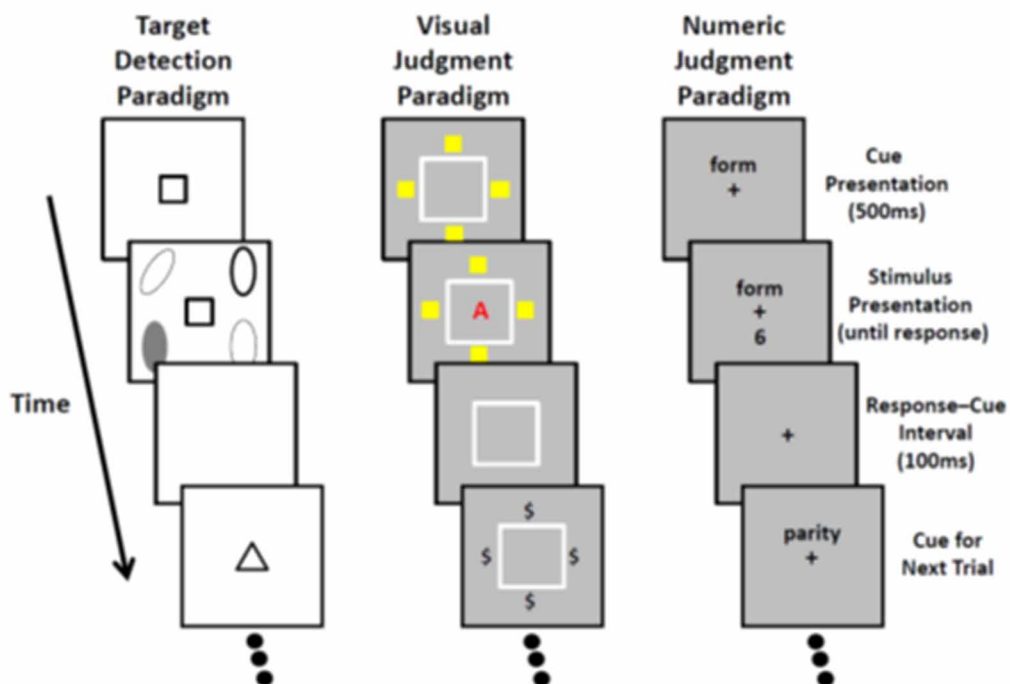 Target
Detection
Paradigm
Visual
Judgment
Paradigm
Numeric
Judgment
Paradigm
form
+
Cue
Presentation
(500ms)
A
form
+
6
Stimulus
Presentation
(until response)
Time
+
Response–Cue
Interval
(100ms)
$
$ $
$
parity
+
Cue for
Next Trial